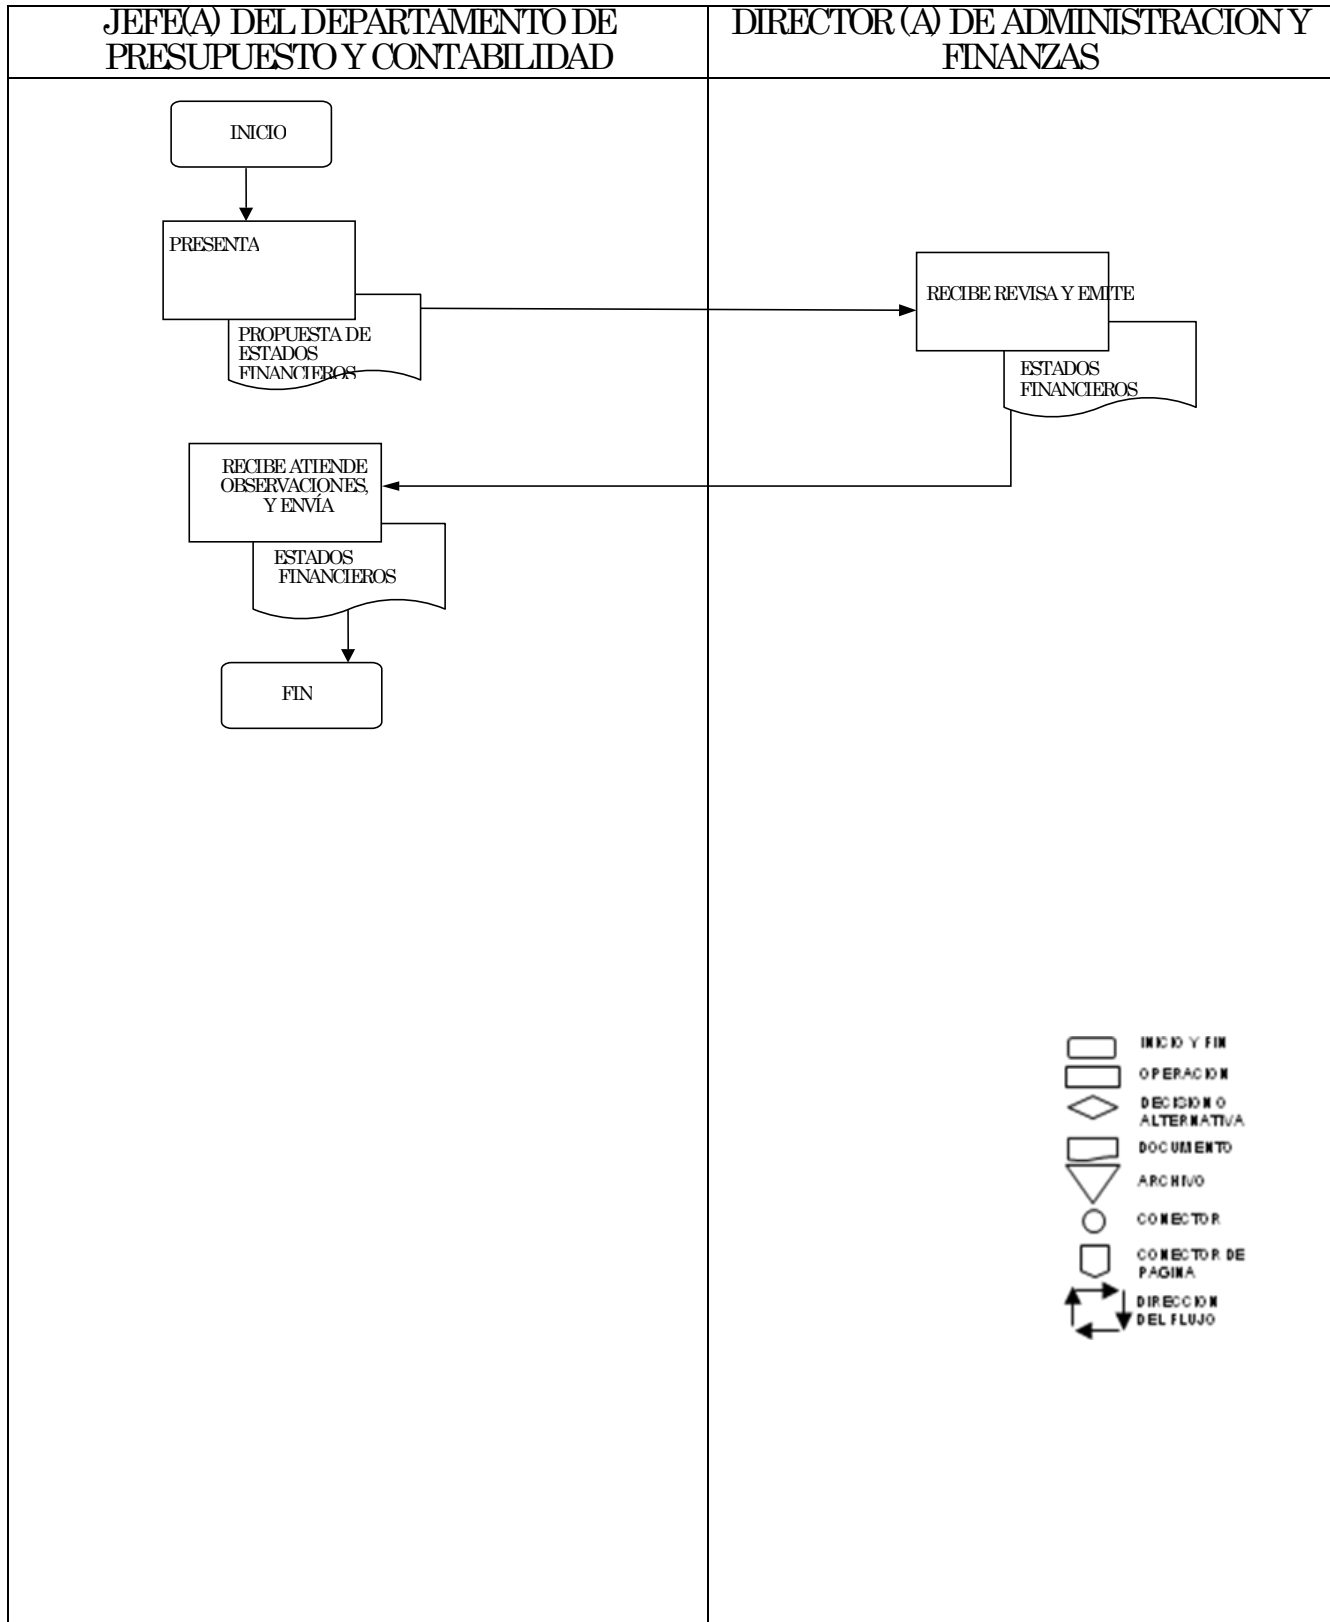 JEFE(A) DEL DEPARTAMENTO DE
PRESUPUESTO Y CONTABILIDAD
DIRECTOR (A) DE ADMINISTRACION Y
FINANZAS
INICIO
PRESENTA
PROPUESTA DE
ESTADOS
FINANCIEROS
RECIBE REVISA Y EMITE
ESTADOS
FINANCIEROS
RECIBE ATIENDE
OBSERVACIONES,
Y ENVÍA
ESTADOS
FINANCIEROS
FIN
INICIO Y FIN
OPERACION
DECISION O
ALTERNATIVA
DOCUMENTO
ARCHIVO
CONECTOR
CONECTOR DE
PAGINA
DIRECCION
DEL FLUJO